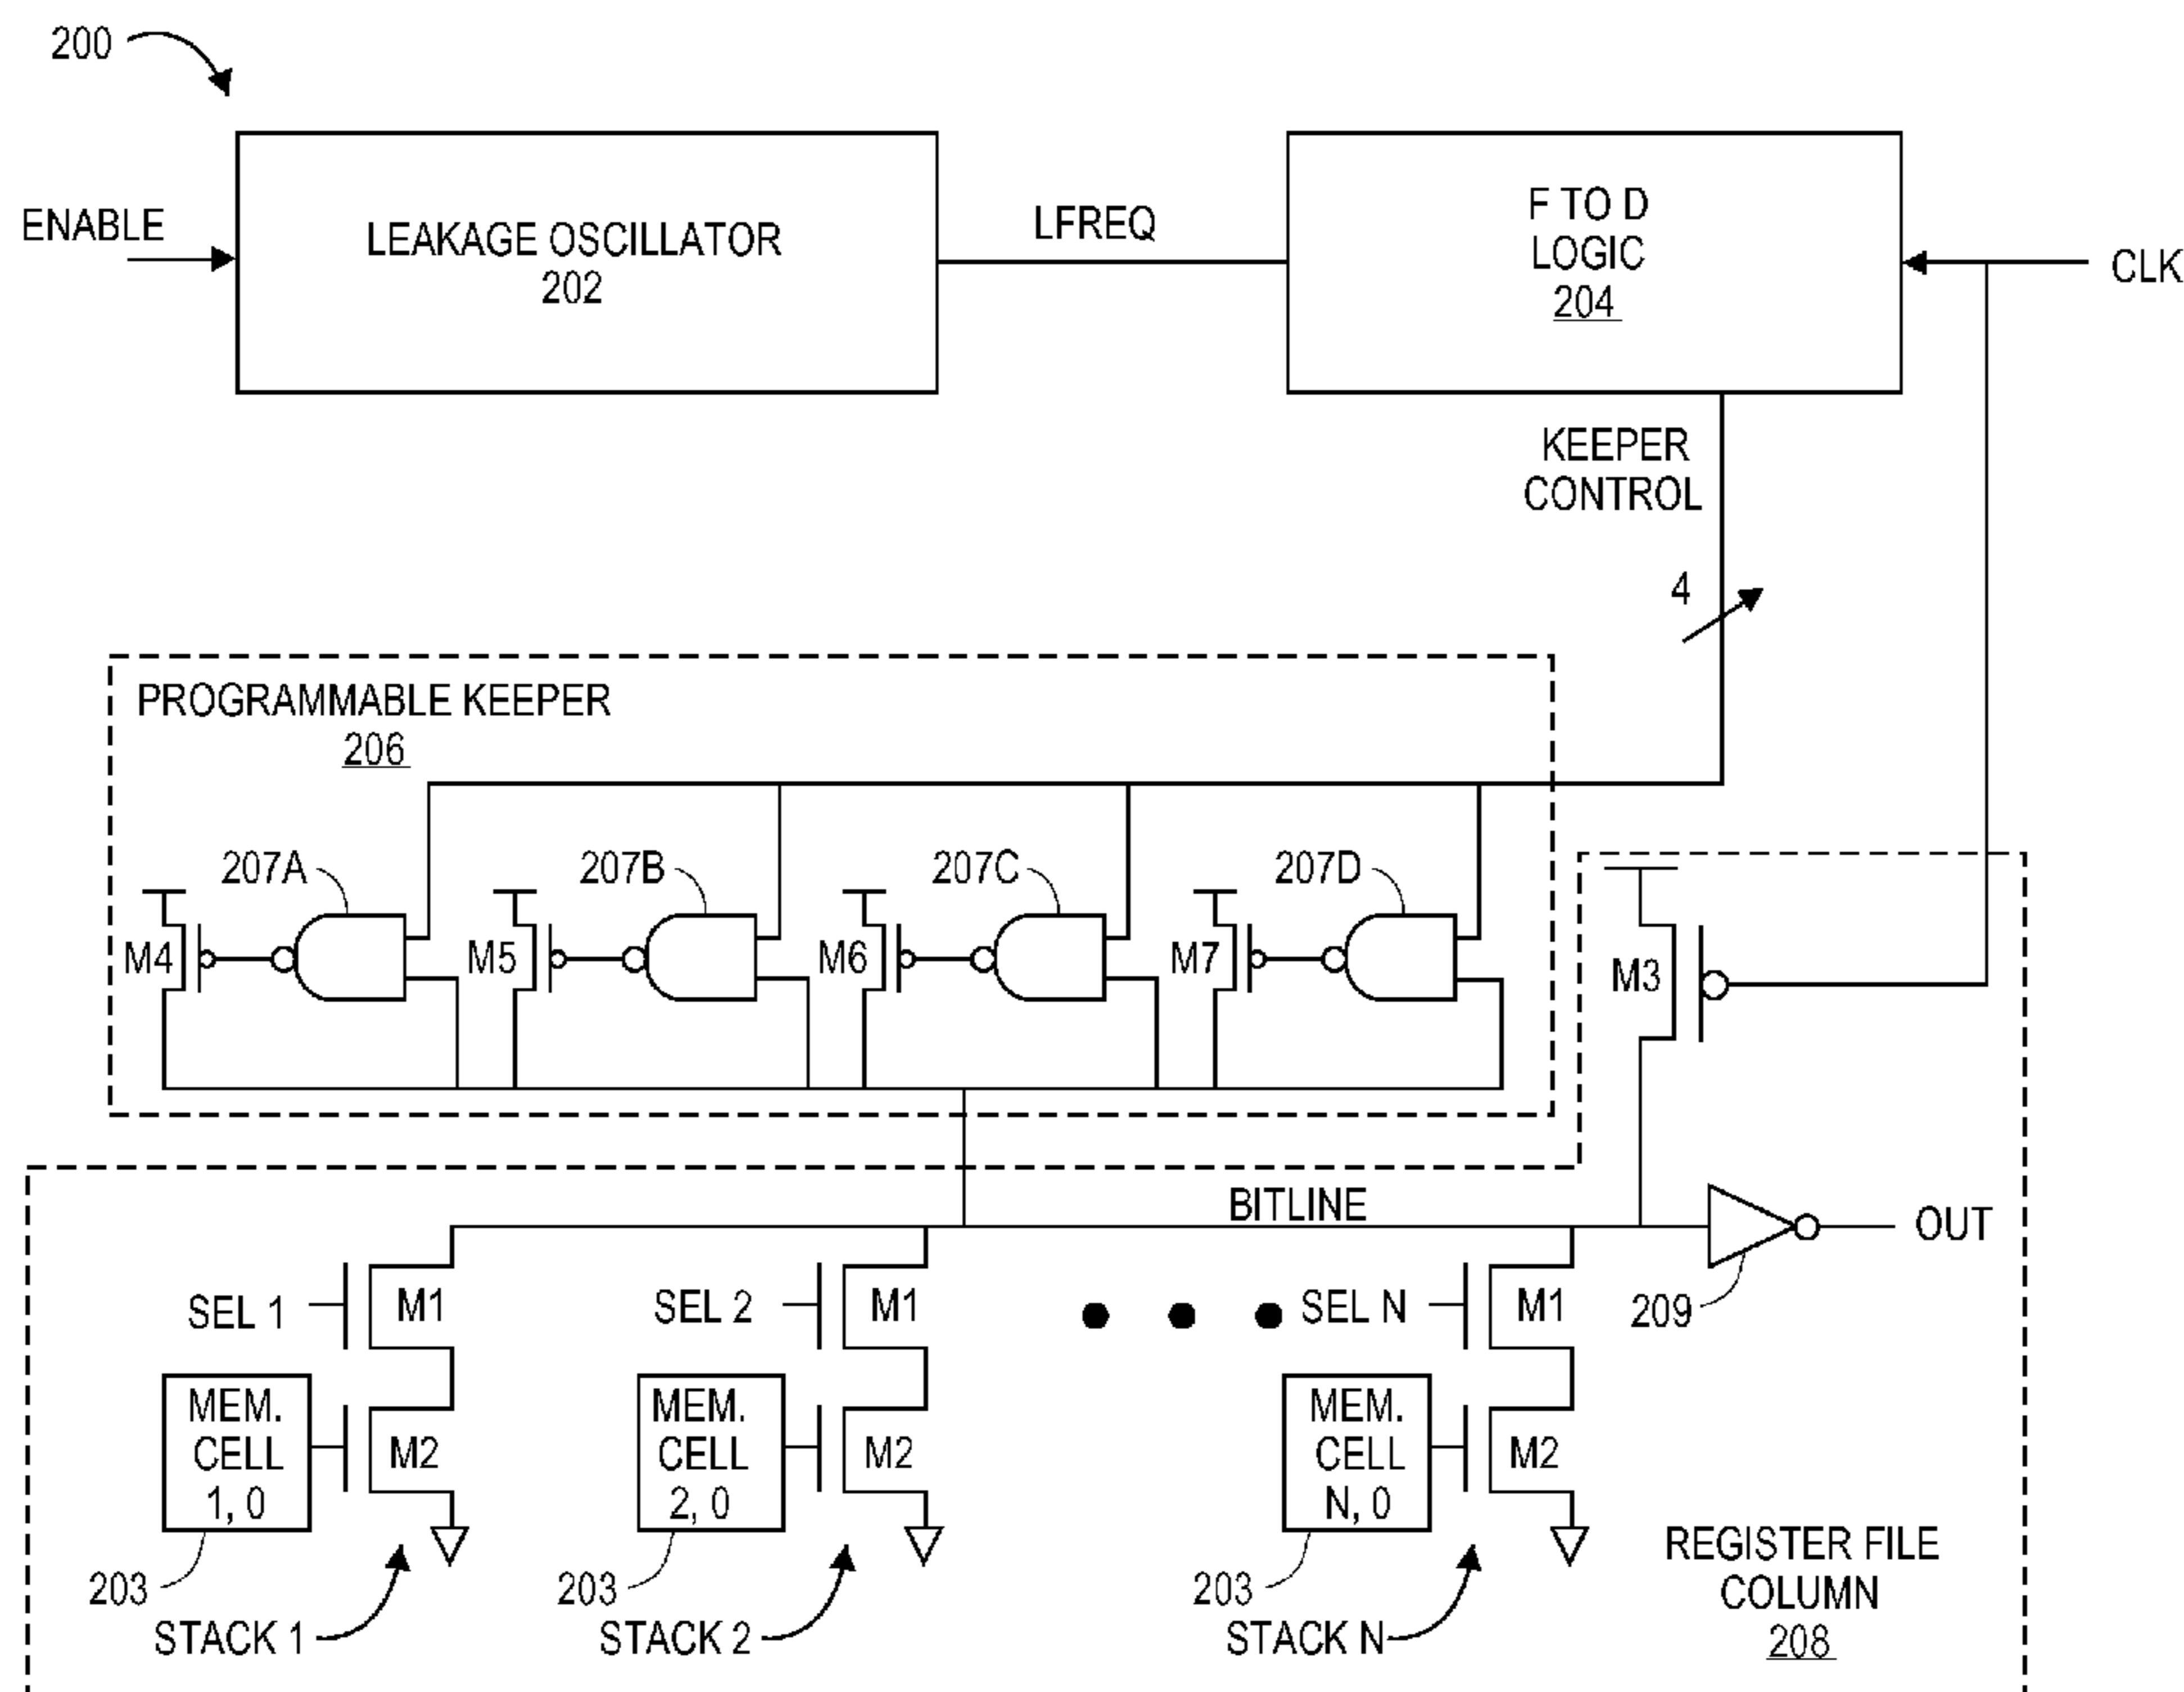 200
ENABLE
LEAKAGE OSCILLATOR
202
LFREQ
F TO D
LOGIC
204
CLK
KEEPER
CONTROL
4
PROGRAMMABLE KEEPER
206
207A
207B
207C
207D
M4
M5
M6
M7
M3
BITLINE
OUT
209
SEL 1
M1
SEL 2
M1
SEL N
M1
MEM.
CELL
1, 0
M2
MEM.
CELL
2, 0
M2
MEM.
CELL
N, 0
M2
203
STACK 1
203
STACK 2
203
STACK N
REGISTER FILE
COLUMN
208